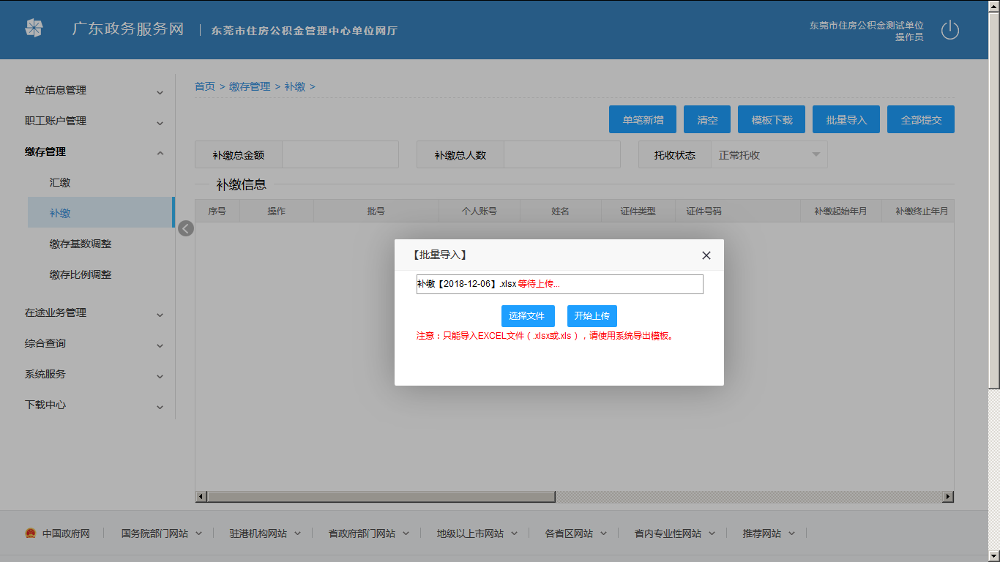 广东政务服务网
东莞市住房公积金管理中心单位网厅
东莞市住房公积金测试单位
操作员
单位信息管理
职工账户管理
缴存管理
汇缴
补缴
缴存基数调整
缴存比例调整
在途业务管理
综合查询
系统服务
下载中心
首页 > 缴存管理 > 补缴 >
单笔新增 清空 模板下载 批量导入 全部提交
补缴总金额 补缴总人数 托收状态 正常托收
补缴信息
序号 操作 批号 个人账号 姓名 证件类型 证件号码 补缴起始年月 补缴终止年月
【批量导入】
补缴【2018-12-06】.xlsx 等待上传...
选择文件 开始上传
注意：只能导入EXCEL文件（.xlsx或.xls），请使用系统导出模板。
中国政府网 国务院部门网站 驻港机构网站 省政府部门网站 地级以上市网站 各省区网站 省内专业性网站 推荐网站